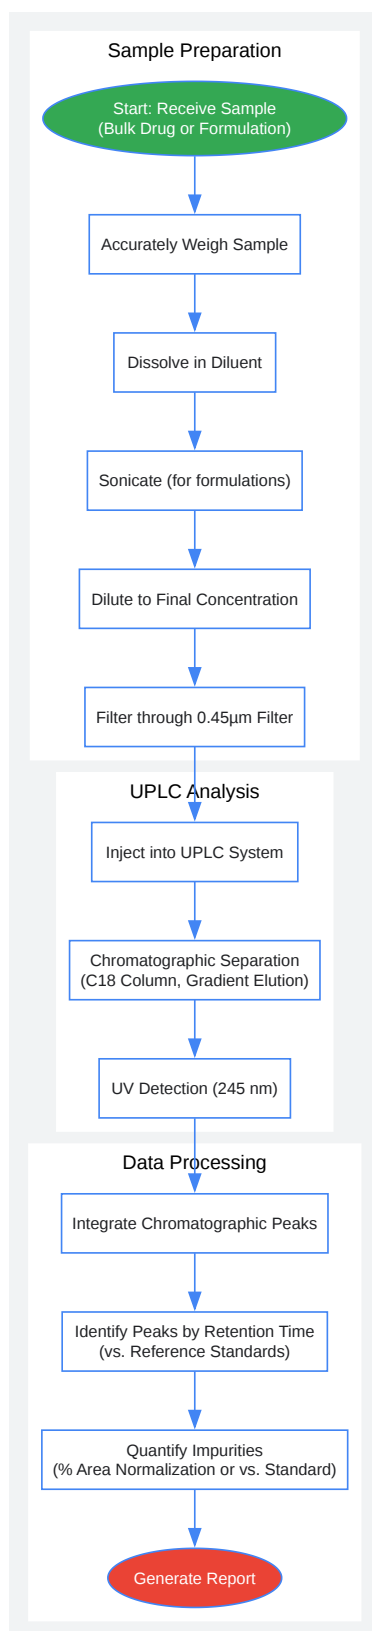 Sample Preparation
Start: Receive Sample
(Bulk Drug or Formulation)
Accurately Weigh Sample
Dissolve in Diluent
Sonicate (for formulations)
Dilute to Final Concentration
Filter through 0.45µm Filter
UPLC Analysis
Inject into UPLC System
Chromatographic Separation
(C18 Column, Gradient Elution)
UV Detection (245 nm)
Data Processing
Integrate Chromatographic Peaks
Identify Peaks by Retention Time
(vs. Reference Standards)
Quantify Impurities
(% Area Normalization or vs. Standard)
Generate Report